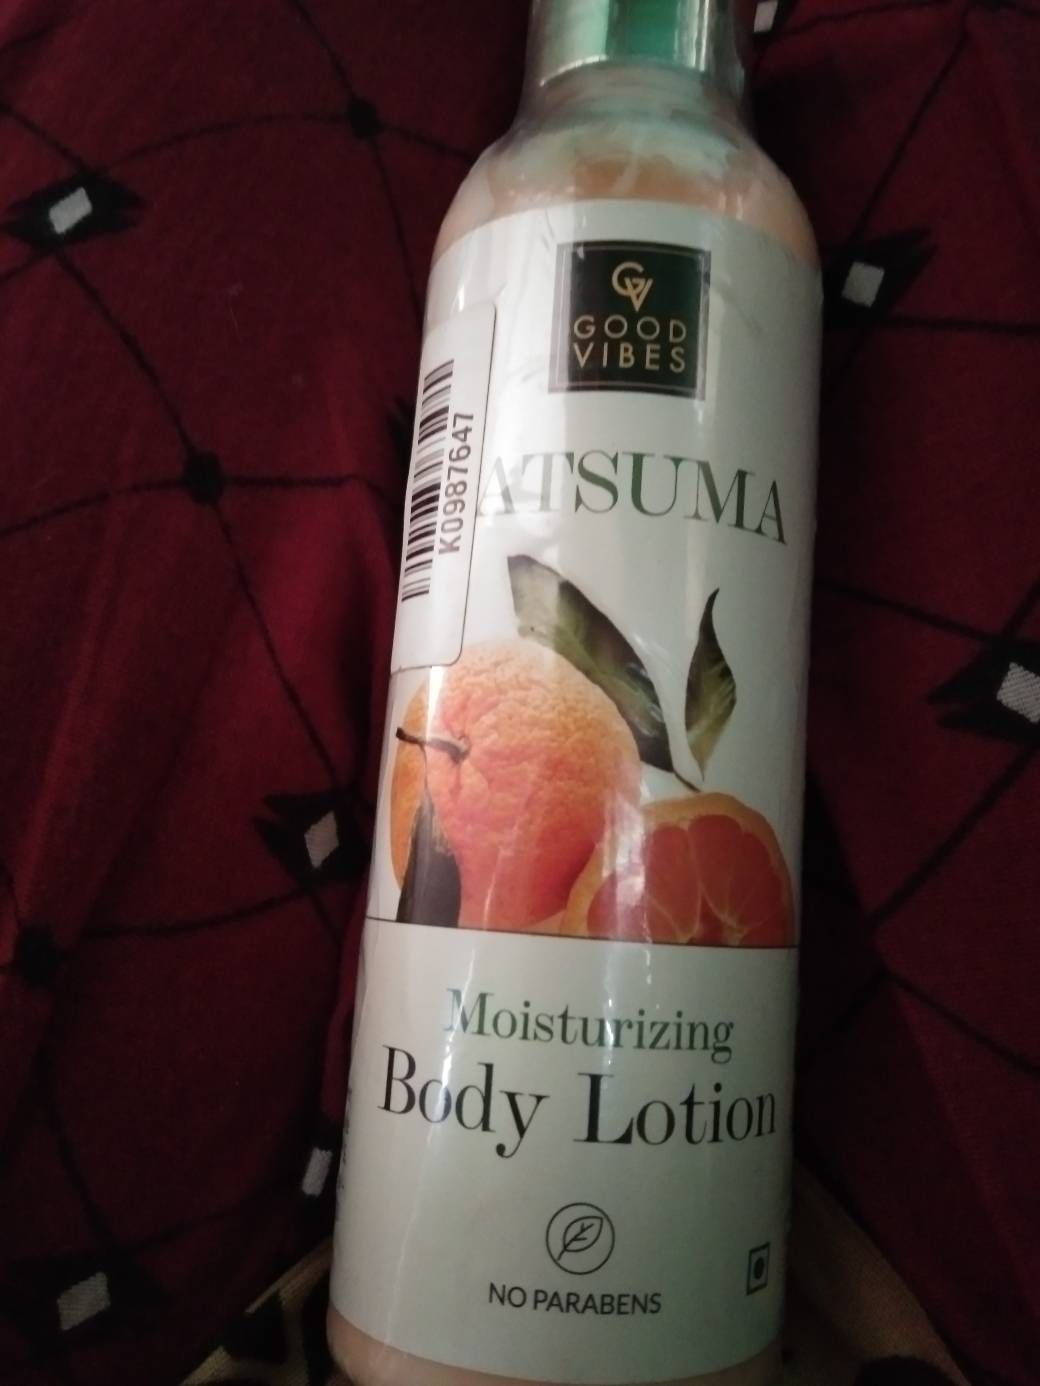 GV
GOOD
VIBES
K0987647
ATSUMA
Moisturizing
Body Lotion
NO PARABENS